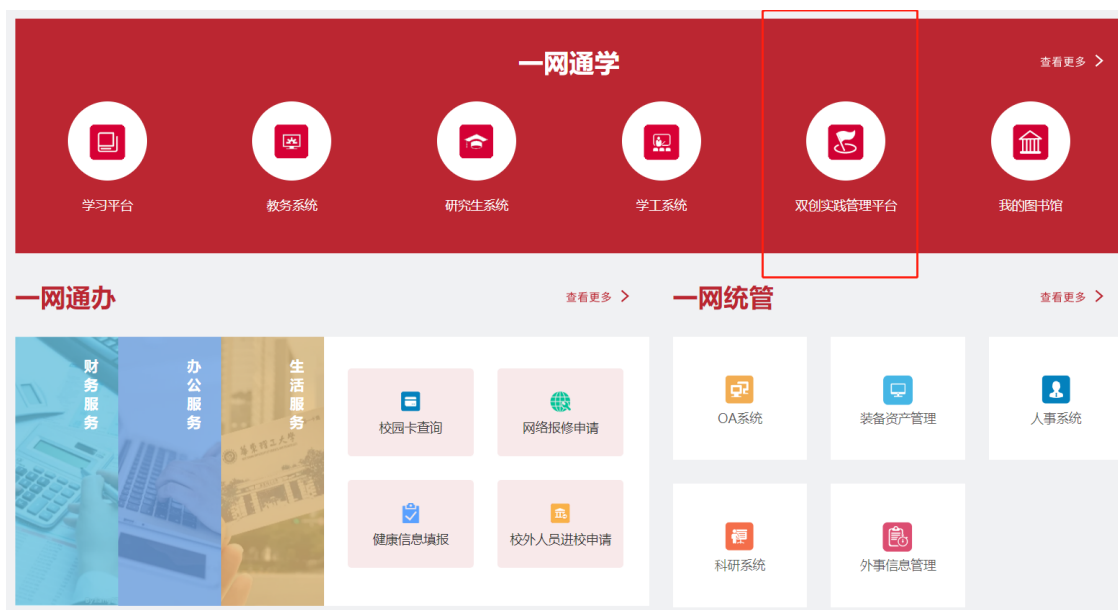 一网通学
查看更多
学习平台
教务系统
研究生系统
学工系统
双创实践管理平台
我的图书馆
一网通办
查看更多
财务服务
办公服务
生活服务
校园卡查询
网络报修申请
健康信息填报
校外人员进校申请
一网统管
查看更多
OA系统
装备资产管理
人事系统
科研系统
外事信息管理